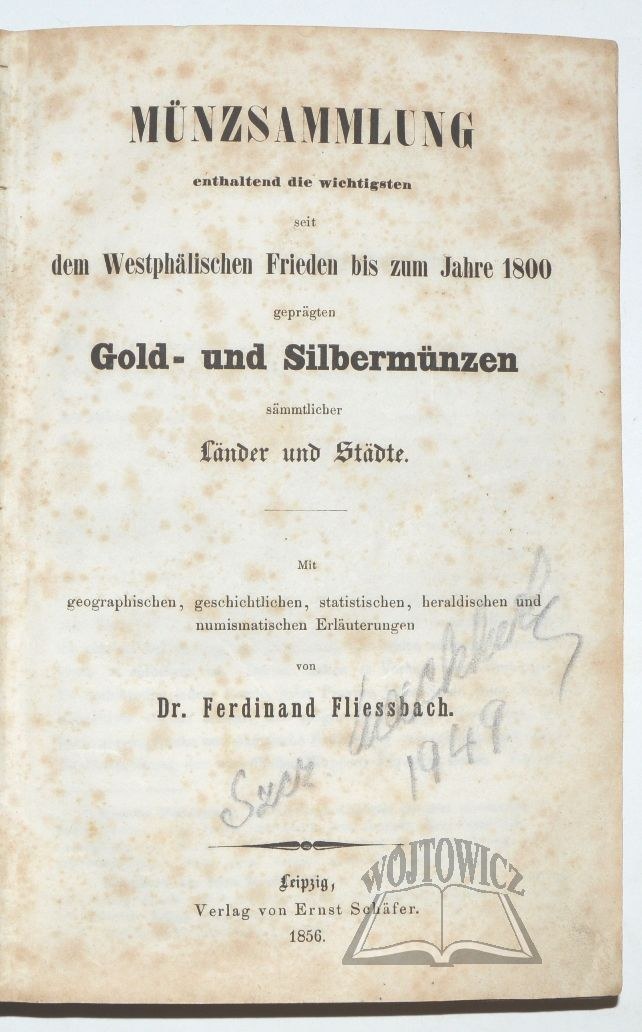 MÜNZSAMMLUNG
enthaltend die wichtigsten
seit
dem Westphälischen Frieden bis zum Jahre 1800
geprägten
Gold- und Silbermünzen
sämmtlicher
Länder und Städte.
Mit
geographischen, geschichtlichen, statistischen, heraldischen und
numismatischen Erläuterungen
von
Dr. Ferdinand Fliessbach.
1949
Leipzig,
Verlag von Ernst Schäfer.
1856.
WÓJTOWICZ